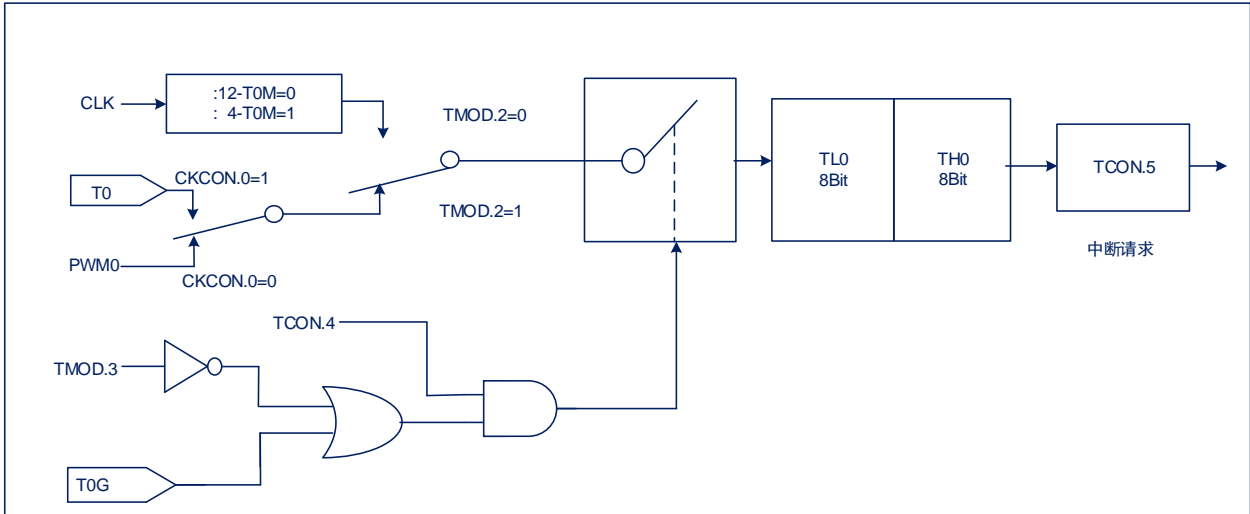 CLK
:12-T0M=0
: 4-T0M=1
TMOD.2=0
T0
CKCON.0=1
TMOD.2=1
PWM0
CKCON.0=0
TL0
8Bit
TH0
8Bit
TCON.5
中断请求
TCON.4
TMOD.3
T0G